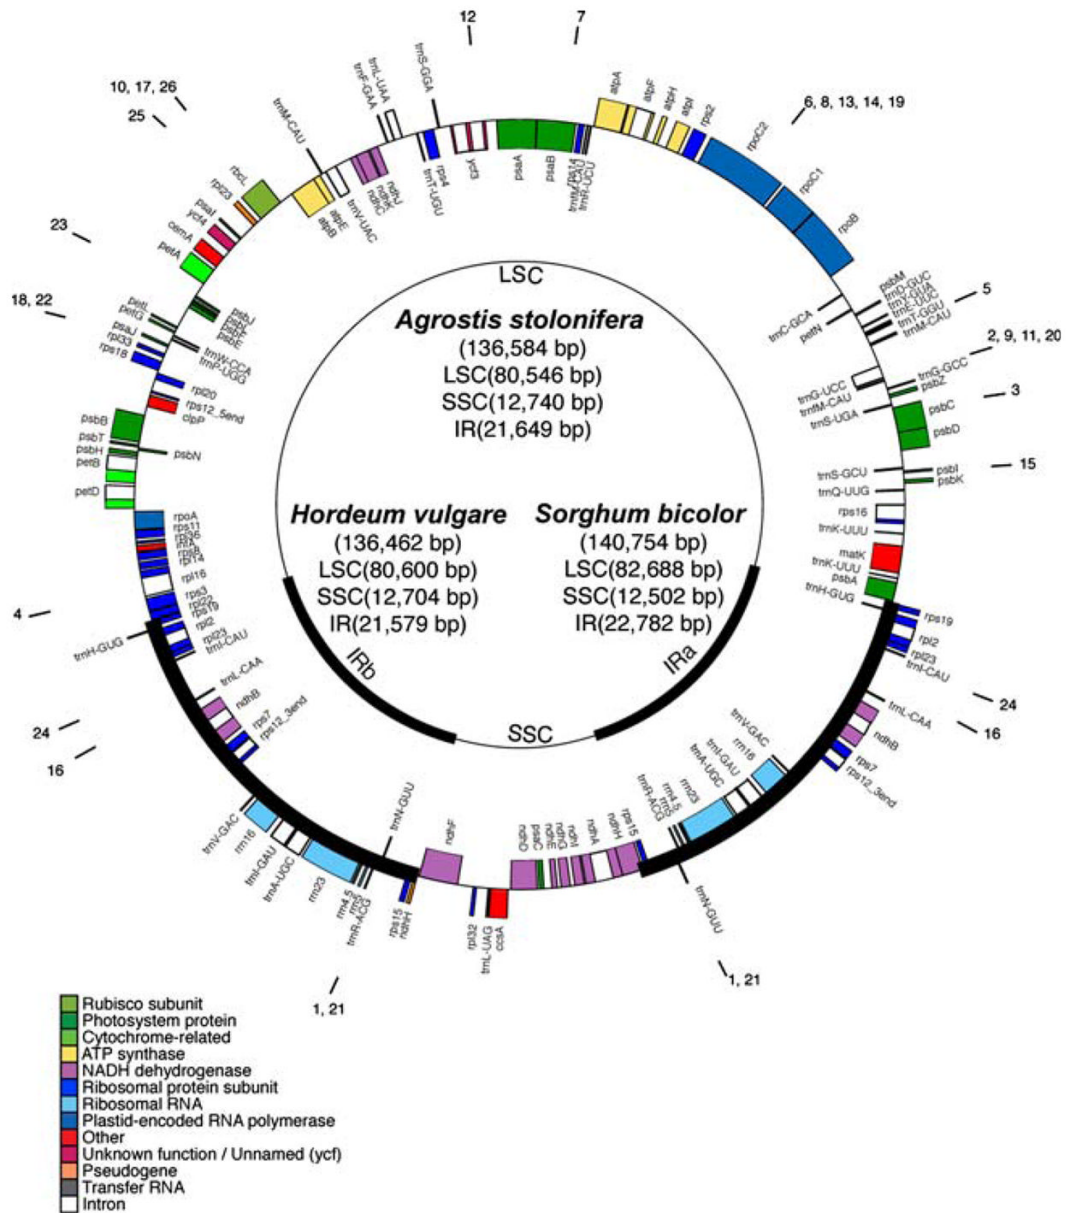 12
7
10, 17, 26
25
6, 8, 13, 14, 19
23
18, 22
5
2, 9, 11, 20
3
15
4
24
16
24
16
1, 21
1, 21
trnM-CAU
trnF-GAA
trnL-UAA
trnS-GGA
trnT-UGU
rps4
ycf3
psaA
psaB
rps14
trnfM-CAU
trnR-UCU
atpA
atpF
atpH
atpI
rps2
rpoC2
rpoC1
rpoB
trnC-GCA
petN
psbM
trnD-GUC
trnY-GUA
trnE-UUC
trnT-GGU
trnM-CAU
trnG-GCC
psbZ
trnG-UCC
trnfM-CAU
trnS-UGA
psbC
psbD
trnS-GCU
psbI
psbK
trnQ-UUG
rps16
trnK-UUU
matK
trnK-UUU
psbA
trnH-GUG
rps19
rpl2
rpl23
trnI-CAU
trnL-CAA
ndhB
rps7
rps12_3end
trnV-GAC
rrn16
trnI-GAU
trnA-UGC
rrn23
rrn4.5
rrn5
trnR-ACG
trnN-GUU
rps15
ndhH
ndhA
ndhI
ndhG
ndhE
psaC
ndhD
ccsA
trnL-UAG
rpl32
ndhF
ndhH
rps15
trnN-GUU
trnR-ACG
rrn5
rrn4.5
rrn23
trnA-UGC
trnI-GAU
rrn16
trnV-GAC
rps12_3end
rps7
ndhB
trnL-CAA
trnI-CAU
rpl23
rpl2
trnH-GUG
rps19
rpl22
rps3
rpl16
rpl14
rps8
infA
rpl36
rps11
rpoA
petD
petB
psbH
psbN
psbT
psbB
clpP
rps12_5end
rpl20
rps18
rpl33
psaJ
trnP-UGG
trnW-CCA
petG
petL
psbE
psbF
psbL
psbJ
petA
cemA
ycf4
psaI
rpl23
rbcL
atpB
atpE
trnV-UAC
ndhC
ndhK
ndhJ
LSC
Agrostis stolonifera
(136,584 bp)
LSC(80,546 bp)
SSC(12,740 bp)
IR(21,649 bp)
Hordeum vulgare
(136,462 bp)
LSC(80,600 bp)
SSC(12,704 bp)
IR(21,579 bp)
Sorghum bicolor
(140,754 bp)
LSC(82,688 bp)
SSC(12,502 bp)
IR(22,782 bp)
IRb
IRa
SSC
Rubisco subunit
Photosystem protein
Cytochrome-related
ATP synthase
NADH dehydrogenase
Ribosomal protein subunit
Ribosomal RNA
Plastid-encoded RNA polymerase
Other
Unknown function / Unnamed (ycf)
Pseudogene
Transfer RNA
Intron